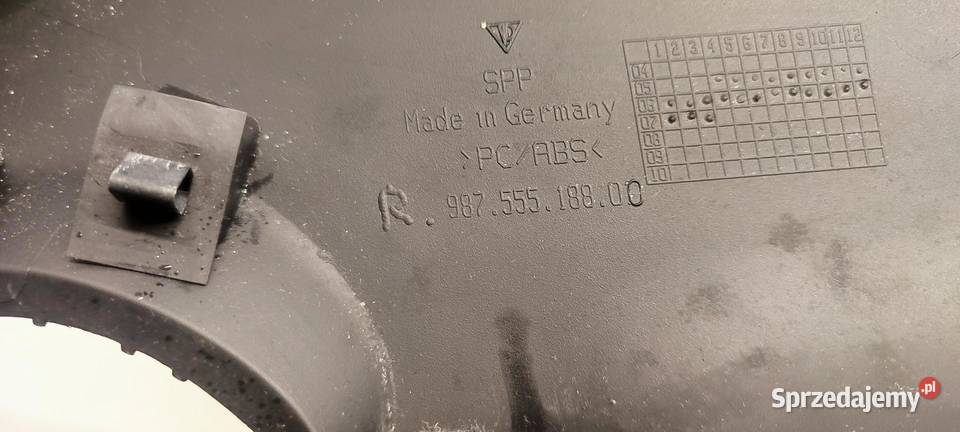 SPP
Made in Germany
>PC/ABS<
R. 987.555.188.00
1 2 3 4 5 6 7 8 9 10 11 12
04
05
06
07
08
09
10
Sprzedajemy.pl